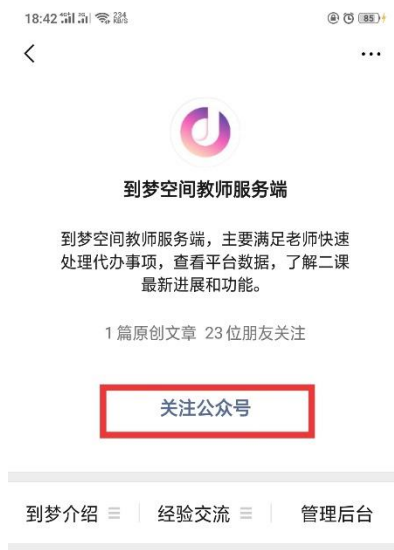 18:42
85
到梦空间教师服务端
到梦空间教师服务端，主要满足老师快速
处理代办事项，查看平台数据，了解二课
最新进展和功能。
1篇原创文章 23位朋友关注
关注公众号
到梦介绍 经验交流 管理后台